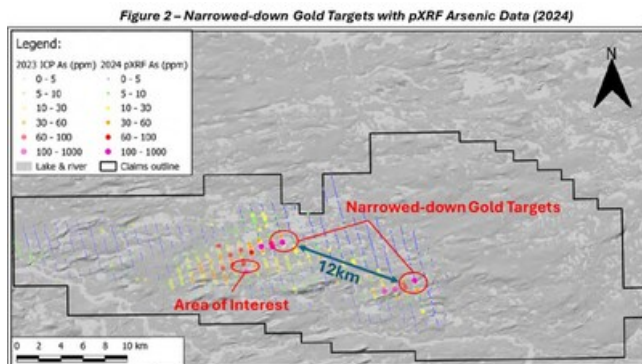 Figure 2 – Narrowed-down Gold Targets with pXRF Arsenic Data (2024)
Legend:
2023 ICP As (ppm) 2024 pXRF As (ppm)
0 - 5 0 - 5
5 - 10 5 - 10
10 - 30 10 - 30
30 - 60 30 - 60
60 - 100 60 - 100
100 - 1000 100 - 1000
Lake & river Claims outline
N
Narrowed-down Gold Targets
12km
Area of Interest
0 2 4 6 8 10 km